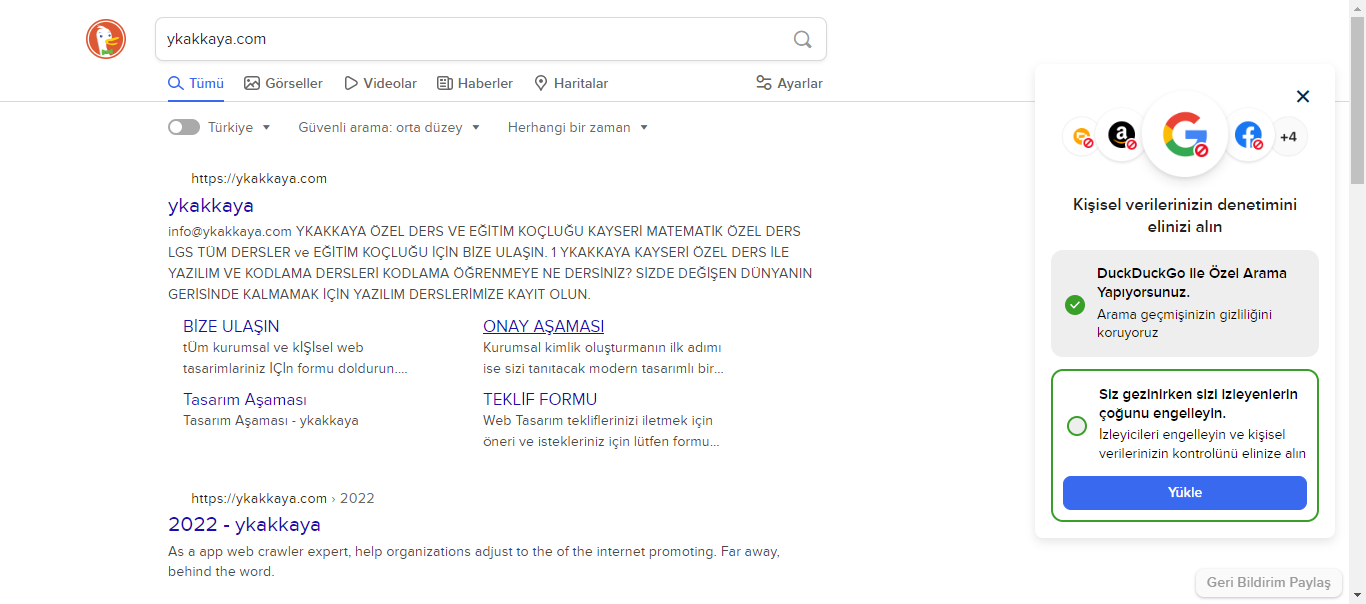 ykakkaya.com
Tümü Görseller Videolar Haberler Haritalar Ayarlar
Türkiye Güvenli arama: orta düzey Herhangi bir zaman
https://ykakkaya.com
ykakkaya
info@ykakkaya.com YKAKKAYA ÖZEL DERS VE EĞİTİM KOÇLUĞU KAYSERİ MATEMATİK ÖZEL DERS
LGS TÜM DERSLER ve EĞİTİM KOÇLUĞU İÇİN BİZE ULAŞIN. 1 YKAKKAYA KAYSERİ ÖZEL DERS İLE
YAZILIM VE KODLAMA DERSLERİ KODLAMA ÖĞRENMEYE NE DERSİNİZ? SİZDE DEĞİŞEN DÜNYANIN
GERİSİNDE KALMAMAK İÇİN YAZILIM DERSLERİMİZE KAYIT OLUN.
BİZE ULAŞIN
tÜm kurumsal ve kİŞİsel web
tasarimlariniz İÇİn formu doldurun....
ONAY AŞAMASI
Kurumsal kimlik oluşturmanın ilk adımı
ise sizi tanıtacak modern tasarımlı bir...
Tasarım Aşaması
Tasarım Aşaması - ykakkaya
TEKLİF FORMU
Web Tasarım tekliflerinizi iletmek için
öneri ve istekleriniz için lütfen formu...
https://ykakkaya.com › 2022
2022 - ykakkaya
As a app web crawler expert, help organizations adjust to the of the internet promoting. Far away,
behind the word.
+4
Kişisel verilerinizin denetimini
elinizi alın
DuckDuckGo ile Özel Arama
Yapıyorsunuz.
Arama geçmişinizin gizliliğini
koruyoruz
Siz gezinirken sizi izleyenlerin
çoğunu engelleyin.
İzleyicileri engelleyin ve kişisel
verilerinizin kontrolünü elinize alın
Yükle
Geri Bildirim Paylaş